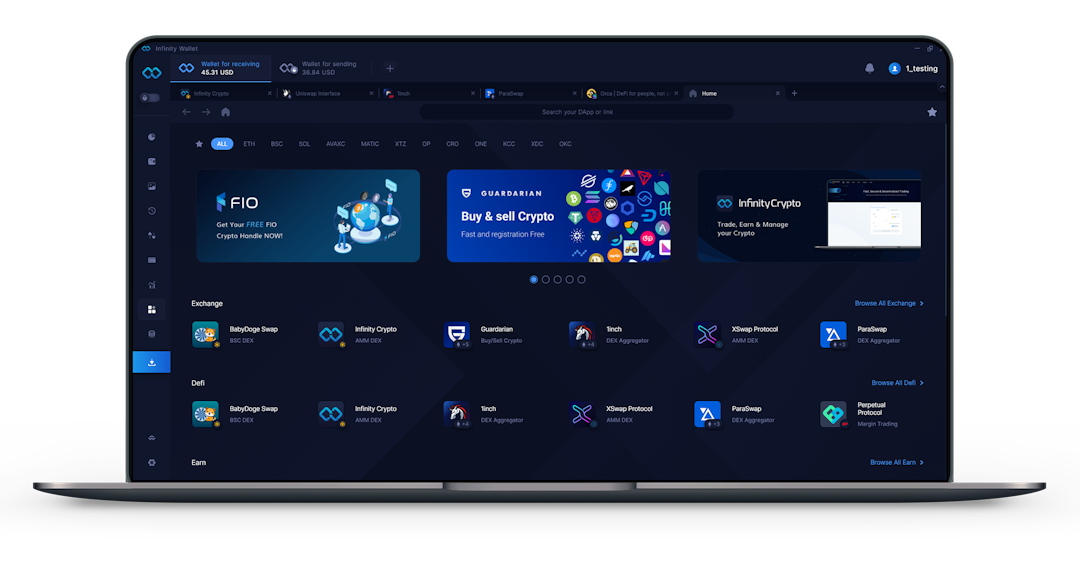 Infinity Wallet
Wallet for receiving
45.31 USD
Wallet for sending
36.84 USD
1_testing
Infinity Crypto
Uniswap Interface
1inch
ParaSwap
Orca | DeFi for people, not
Home
Search your DApp or link
ALL
ETH
BSC
SOL
AVAXC
MATIC
XTZ
OP
CRO
ONE
KCC
XDC
OKC
FIO
Get Your FREE FIO
Crypto Handle NOW!
FIO
GUARDARIAN
Buy & sell Crypto
Fast and registration Free
InfinityCrypto
Trade, Earn & Manage
your Crypto
Exchange
Browse All Exchange
BabyDoge Swap
BSC DEX
Infinity Crypto
AMM DEX
Guardarian
Buy/Sell Crypto
+5
1inch
DEX Aggregator
+4
XSwap Protocol
AMM DEX
ParaSwap
DEX Aggregator
+3
Defi
Browse All Defi
BabyDoge Swap
BSC DEX
Infinity Crypto
AMM DEX
1inch
DEX Aggregator
+4
XSwap Protocol
AMM DEX
ParaSwap
DEX Aggregator
+3
Perpetual
Protocol
Margin Trading
Earn
Browse All Earn